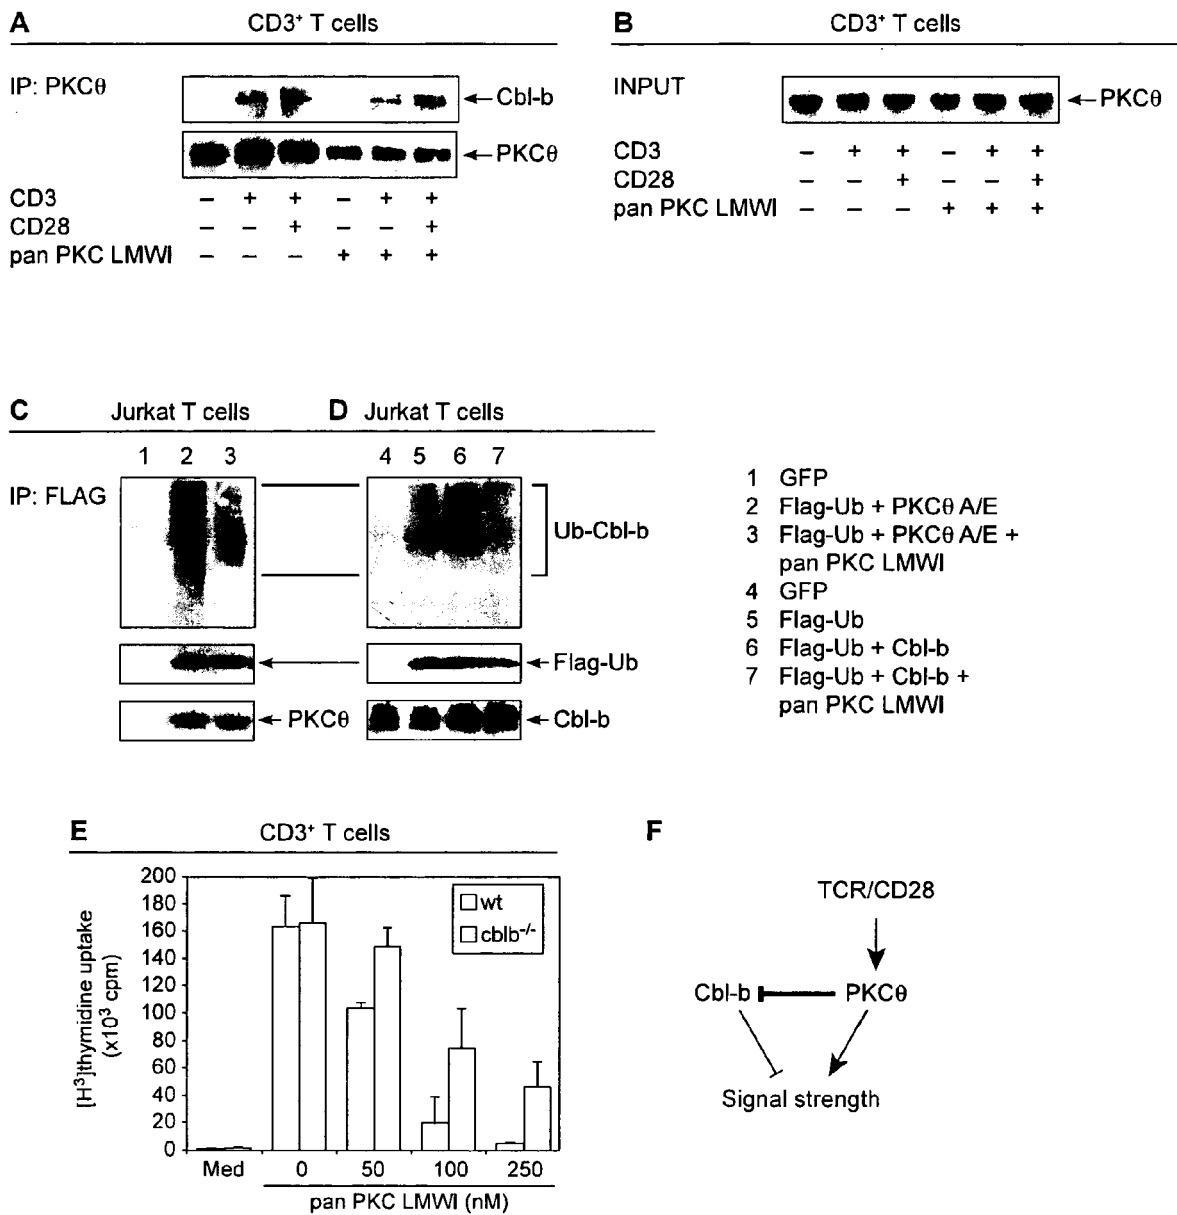 A CD3⁺ T cells
IP: PKCθ
Cbl-b
PKCθ
CD3 – + + – + +
CD28 – – + – – +
pan PKC LMWI – – – + + +
B CD3⁺ T cells
INPUT
PKCθ
CD3 – + + – + +
CD28 – – + – – +
pan PKC LMWI – – – + + +
C Jurkat T cells
1 2 3
IP: FLAG
D Jurkat T cells
4 5 6 7
Ub-Cbl-b
Flag-Ub
PKCθ
Cbl-b
1 GFP
2 Flag-Ub + PKCθ A/E
3 Flag-Ub + PKCθ A/E +
pan PKC LMWI
4 GFP
5 Flag-Ub
6 Flag-Ub + Cbl-b
7 Flag-Ub + Cbl-b +
pan PKC LMWI
E CD3⁺ T cells
[H³]thymidine uptake
(x10³ cpm)
200
180
160
140
120
100
80
60
40
20
0
wt
cblb⁻/⁻
Med 0 50 100 250
pan PKC LMWI (nM)
F
TCR/CD28
Cbl-b PKCθ
Signal strength